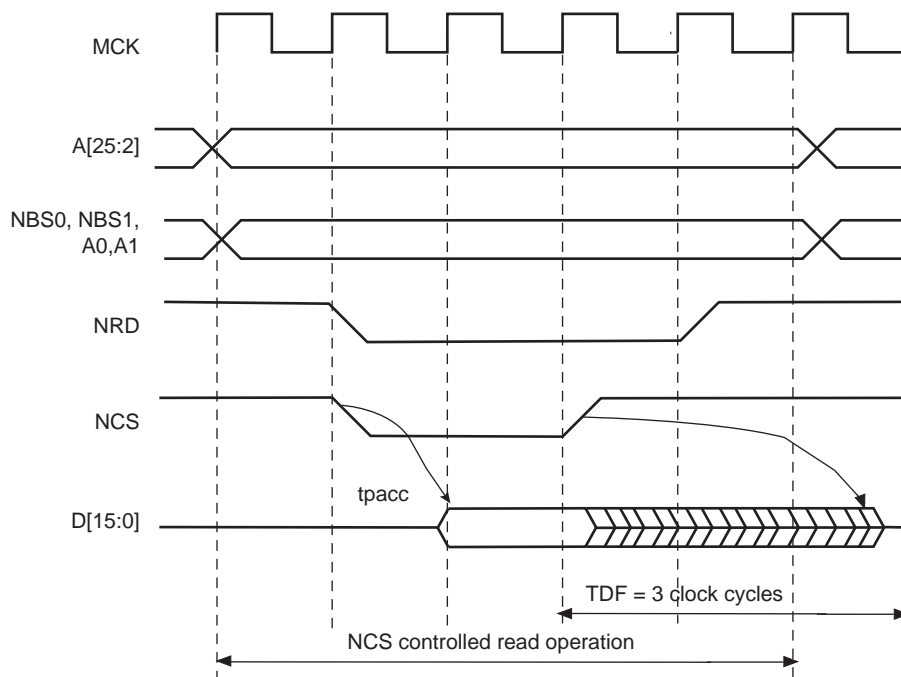 MCK
A[25:2]
NBS0, NBS1,
A0,A1
NRD
NCS
tpacc
D[15:0]
TDF = 3 clock cycles
NCS controlled read operation